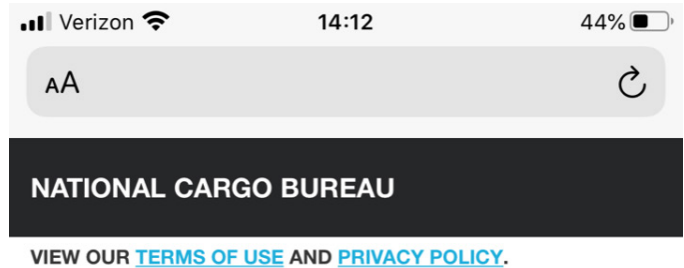 Verizon 14:12 44%
AA
NATIONAL CARGO BUREAU
VIEW OUR TERMS OF USE AND PRIVACY POLICY.